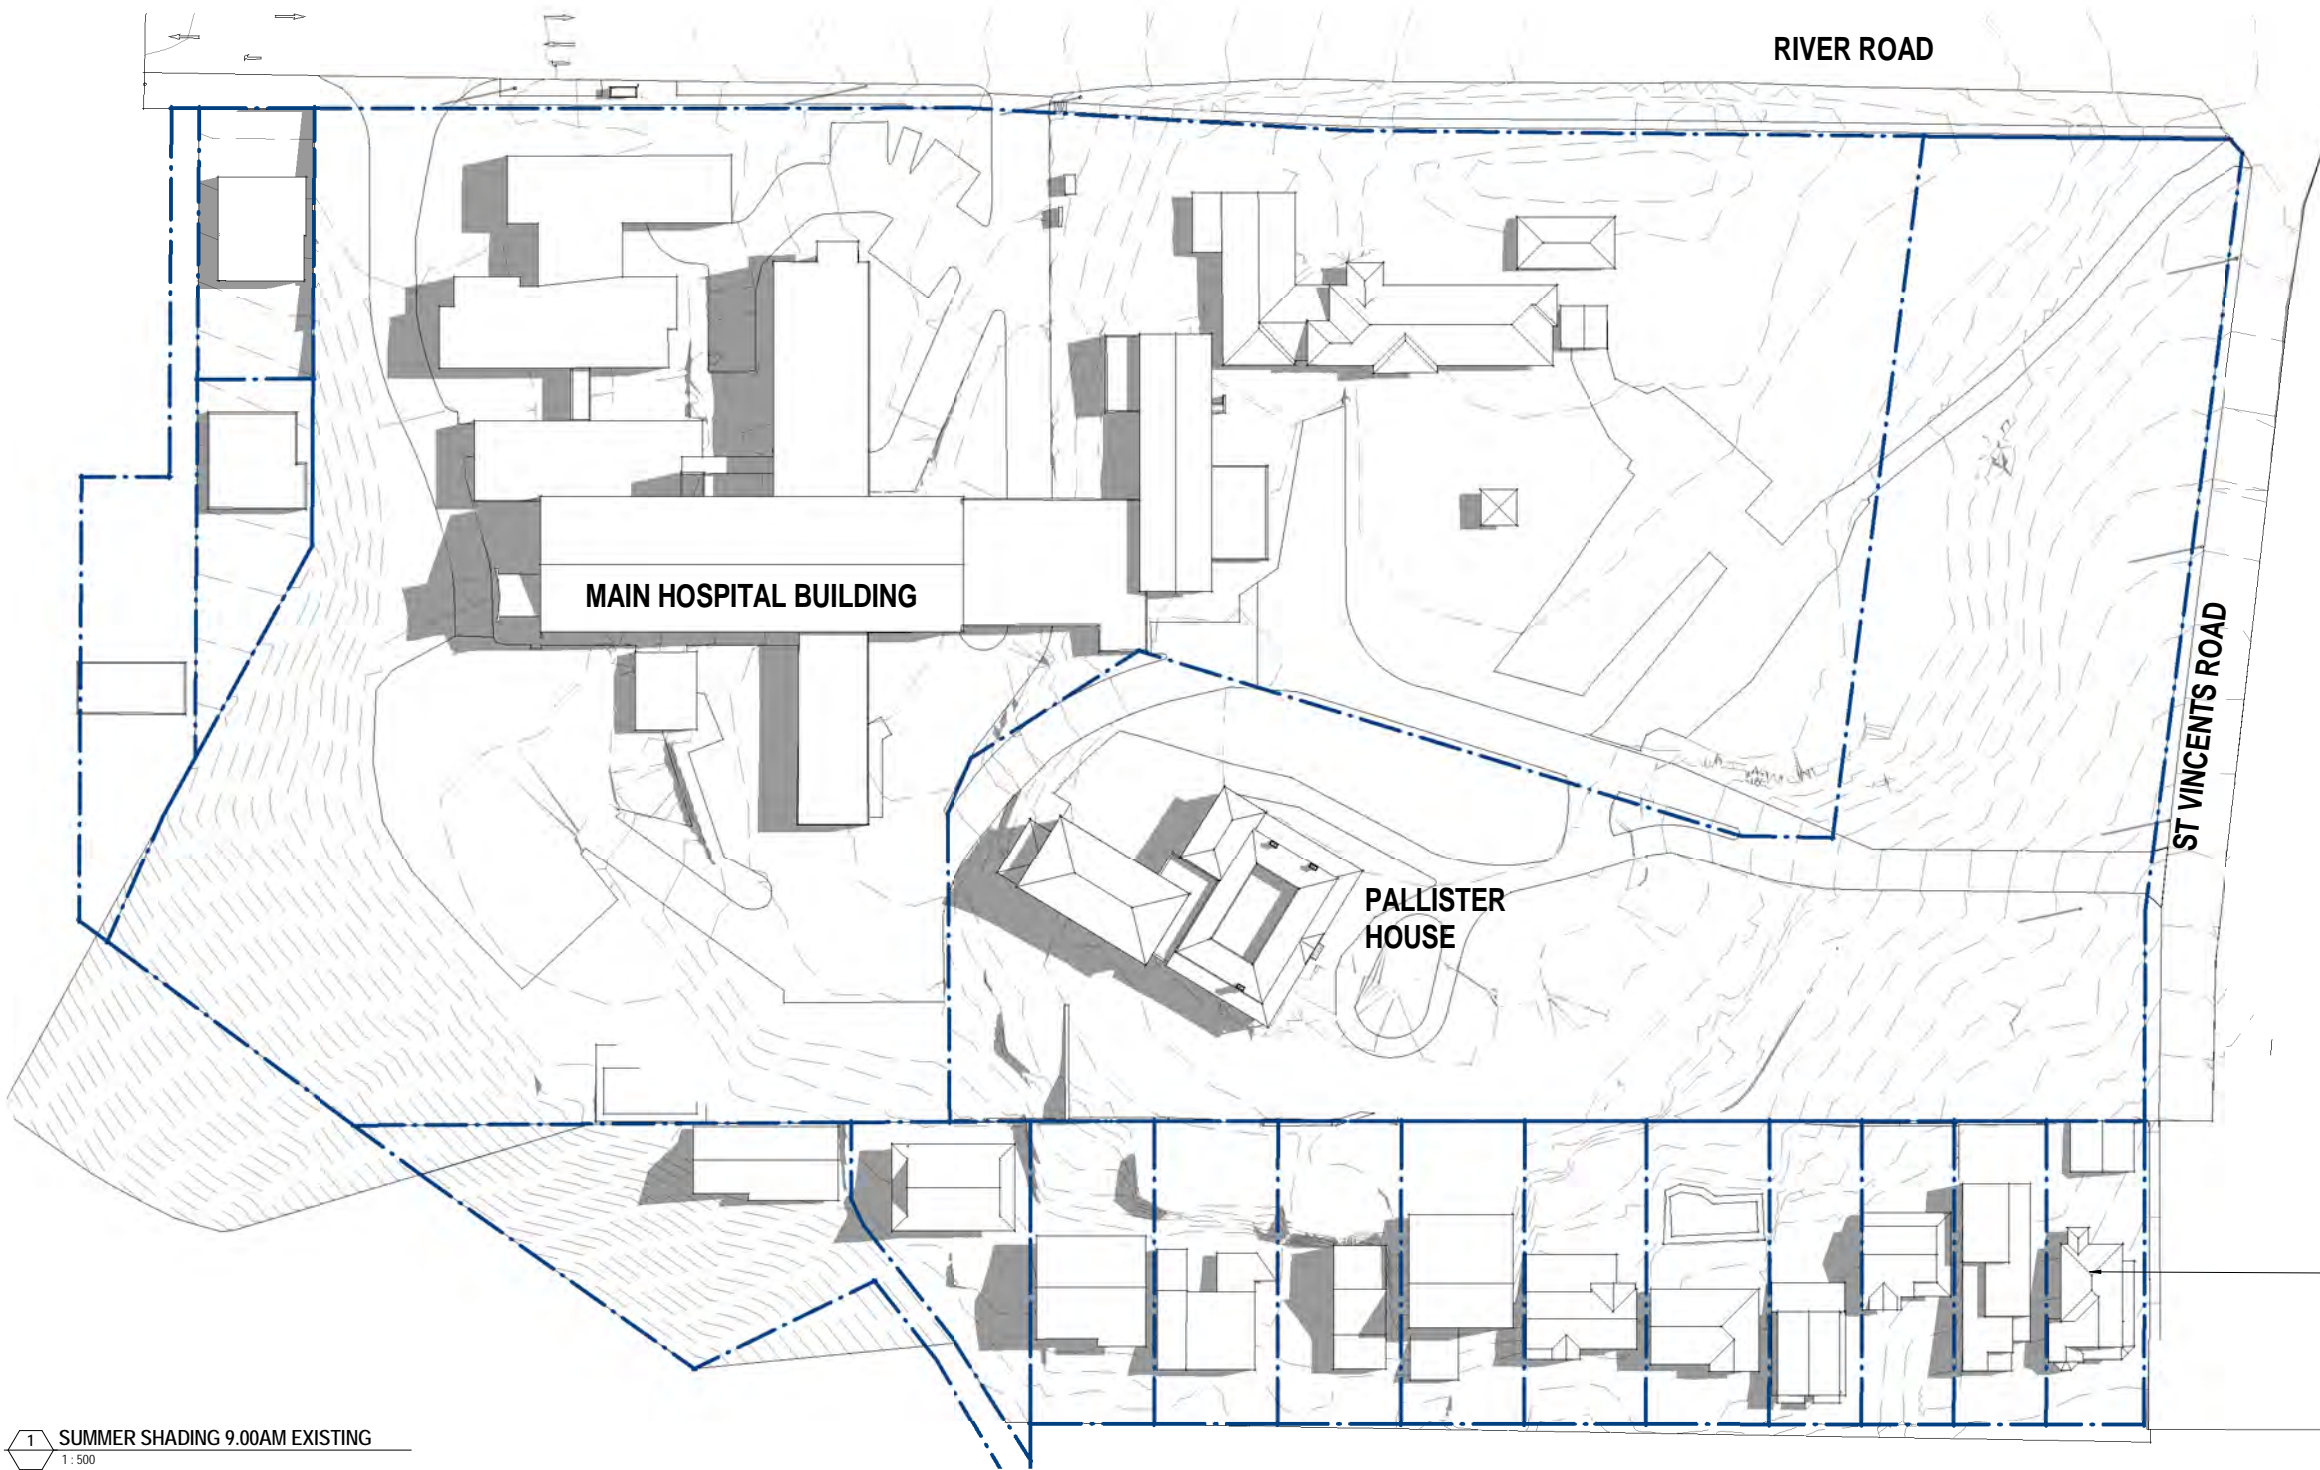 RIVER ROAD
MAIN HOSPITAL BUILDING
ST VINCENTS ROAD
PALLISTER
HOUSE
1 SUMMER SHADING 9.00AM EXISTING
1 : 500